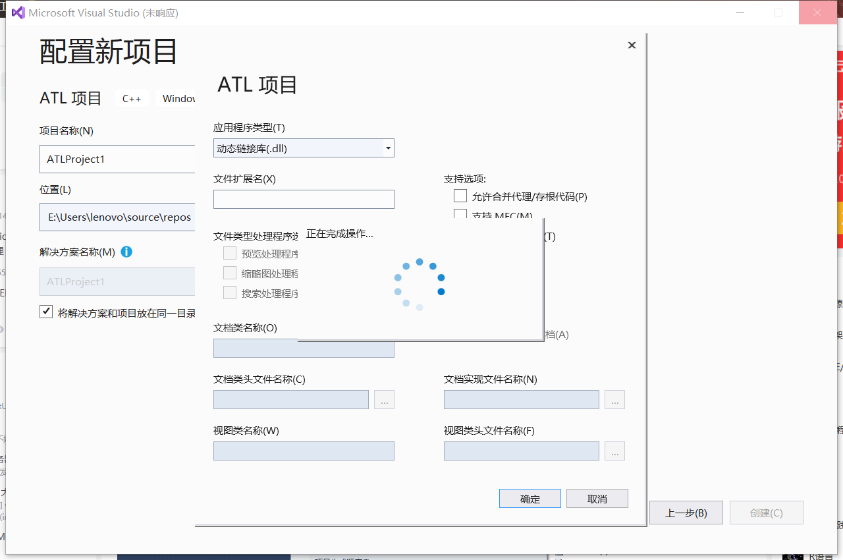 Microsoft Visual Studio (未响应)
配置新项目
ATL 项目 C++ Window
项目名称(N)
ATLProject1
位置(L)
E:\Users\lenovo\source\repos
解决方案名称(M)
ATLProject1
将解决方案和项目放在同一目录
ATL 项目
应用程序类型(T)
动态链接库(.dll)
文件扩展名(X)
支持选项:
允许合并代理/存根代码(P)
支持 MFC(M)
文件类型处理程序
预览处理程序
缩略图处理程
搜索处理程序
正在完成操作...
文档类名称(O)
文档类头文件名称(C)
...
文档实现文件名称(N)
...
视图类名称(W)
视图类头文件名称(F)
...
确定
取消
上一步(B)
创建(C)